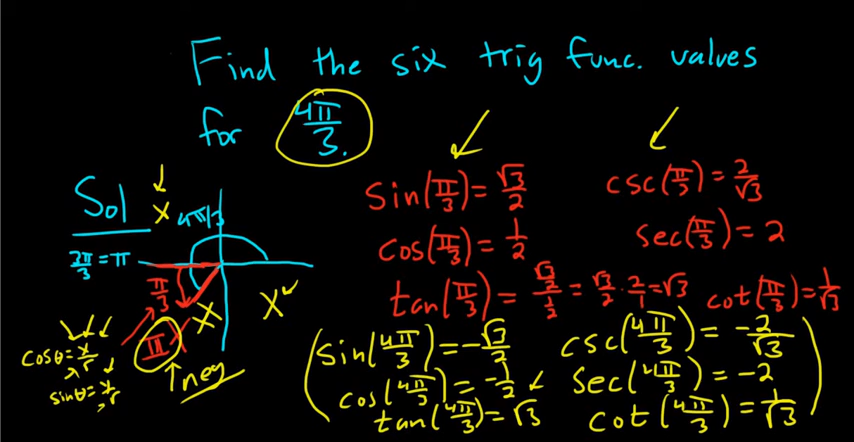 Find the six trig func. values
for 4π/3.
Sol
X
4π/3
3π/3 = π
π/3
III
X
X
neg
cosθ = x/r
sinθ = y/r
sin(π/3) = √3/2
cos(π/3) = 1/2
tan(π/3) = (√3/2)/(1/2) = √3/2 · 2/1 = √3
csc(π/3) = 2/√3
sec(π/3) = 2
cot(π/3) = 1/√3
sin(4π/3) = -√3/2
cos(4π/3) = -1/2
tan(4π/3) = √3
csc(4π/3) = -2/√3
sec(4π/3) = -2
cot(4π/3) = 1/√3